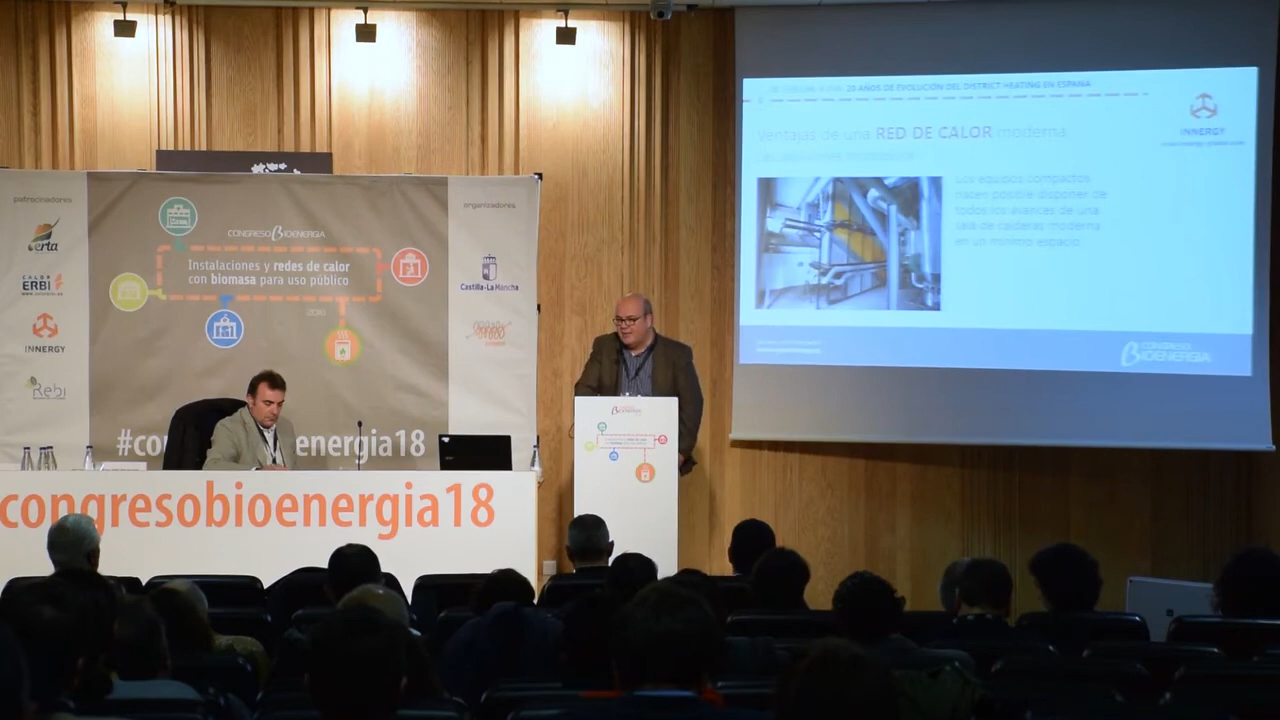 patrocinadores
CALOR
ERBI
INNERGY
Rebi
CONGRESO BIOENERGIA
Instalaciones y redes de calor
con biomasa para uso público
organizadores
Castilla-La Mancha
energia18
congresobioenergia18
20 AÑOS DE EVOLUCIÓN DEL DISTRICT HEATING EN ESPAÑA
INNERGY
Ventajas de una RED DE CALOR moderna
Los equipos compactos
hacen posible disponer de
todos los avances de una
sala de calderas moderna
en un mínimo espacio.
CONGRESO
BIOENERGIA